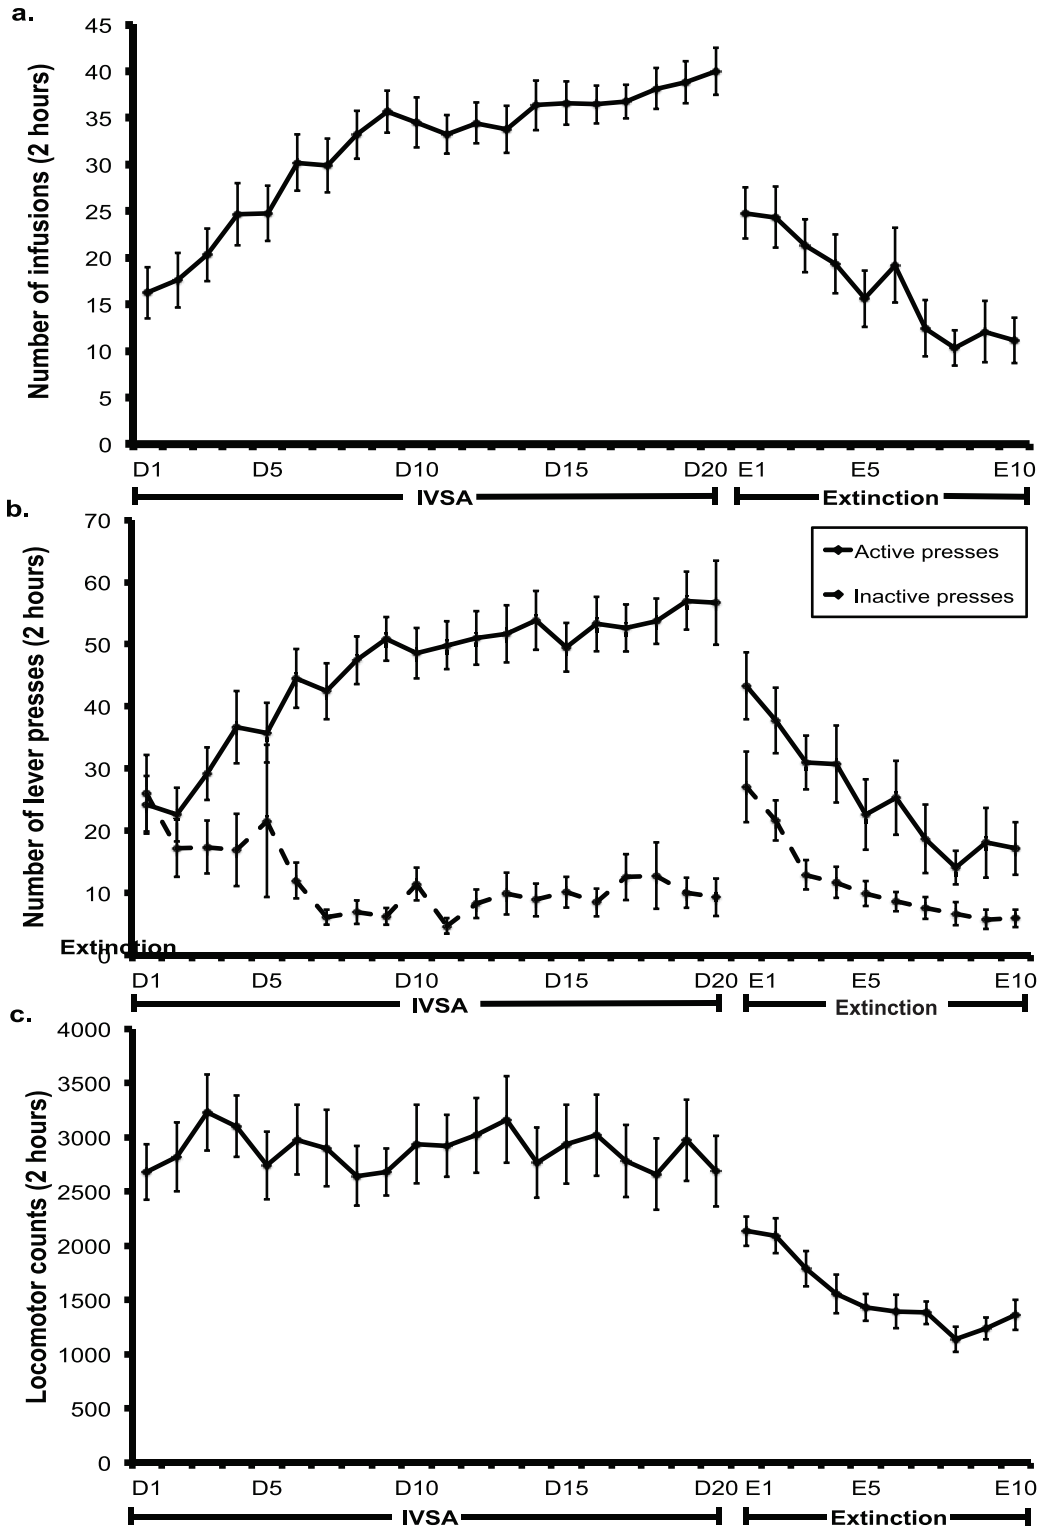 a.
Number of infusions (2 hours)
45
40
35
30
25
20
15
10
5
0
D1 D5 D10 D15 D20 E1 E5 E10
IVSA Extinction
b.
Number of lever presses (2 hours)
70
60
50
40
30
20
10
0
Active presses
Inactive presses
Extinction
D1 D5 D10 D15 D20 E1 E5 E10
IVSA Extinction
c.
Locomotor counts (2 hours)
4000
3500
3000
2500
2000
1500
1000
500
0
D1 D5 D10 D15 D20 E1 E5 E10
IVSA Extinction